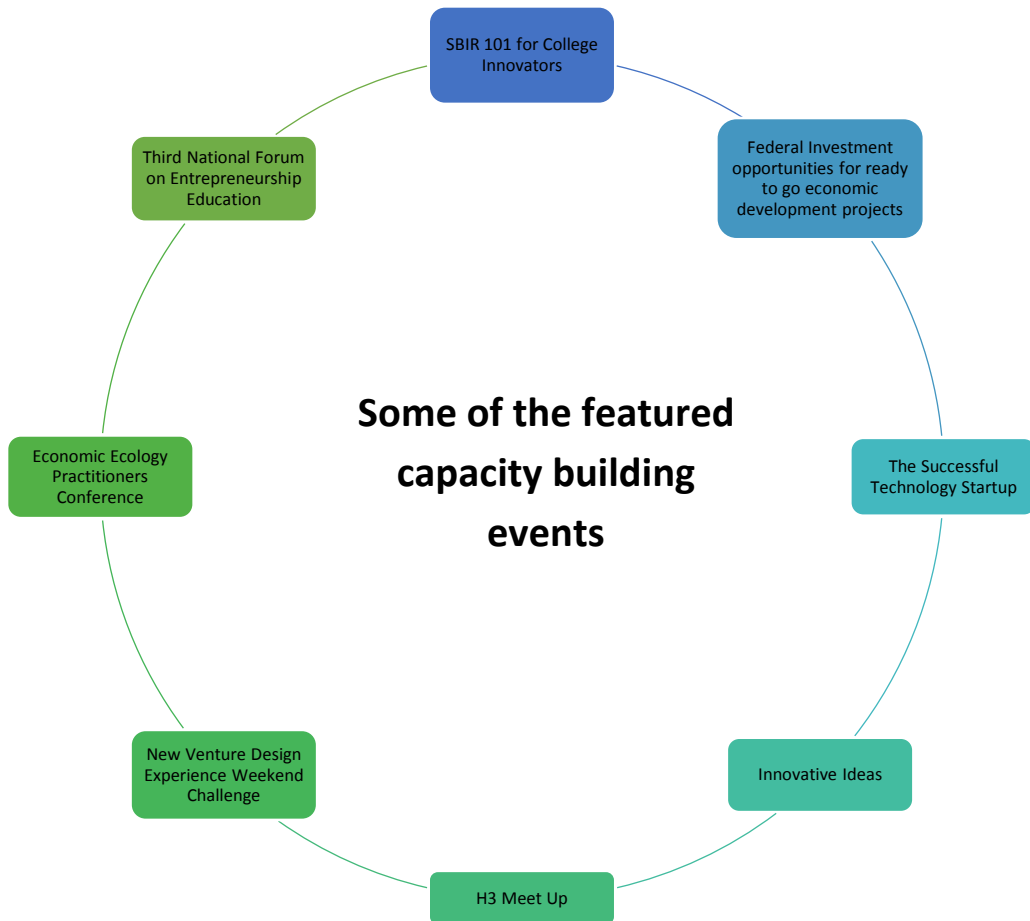 SBIR 101 for College
Innovators
Federal Investment
opportunities for ready
to go economic
development projects
The Successful
Technology Startup
Innovative Ideas
H3 Meet Up
New Venture Design
Experience Weekend
Challenge
Economic Ecology
Practitioners
Conference
Third National Forum
on Entrepreneurship
Education
Some of the featured
capacity building
events